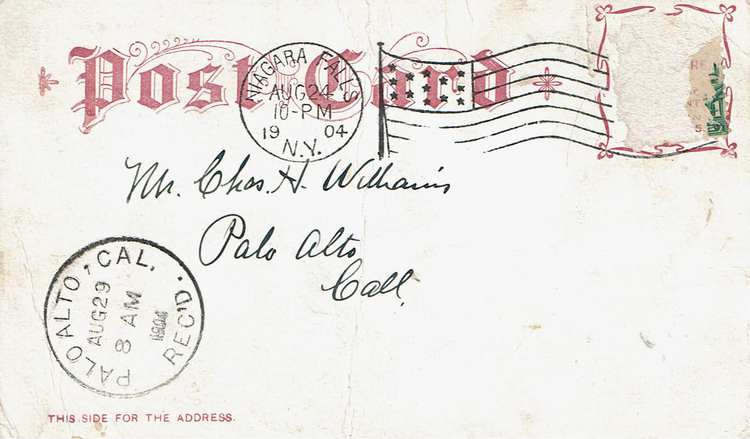 Post Card
NIAGARA FALLS
AUG 24
10-PM
19 04
N.Y.
Mr. Chas. H. Williams
Palo Alto
Call.
PALO ALTO, CAL.
AUG 29
8 AM
1904
REC'D.
THIS SIDE FOR THE ADDRESS.